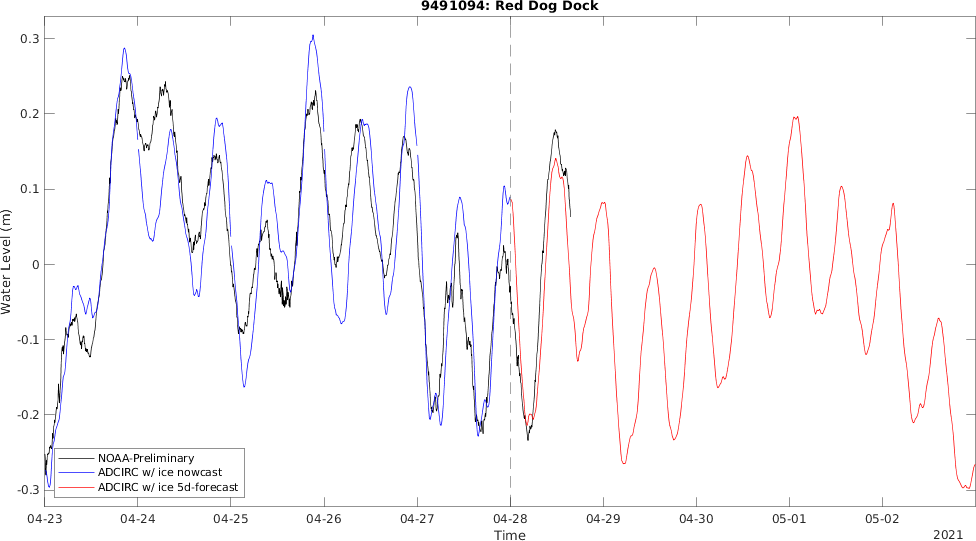 9491094: Red Dog Dock
Water Level (m)
0.3
0.2
0.1
0
-0.1
-0.2
-0.3
NOAA-Preliminary
ADCIRC w/ ice nowcast
ADCIRC w/ ice 5d-forecast
04-23 04-24 04-25 04-26 04-27 04-28 04-29 04-30 05-01 05-02
Time
2021